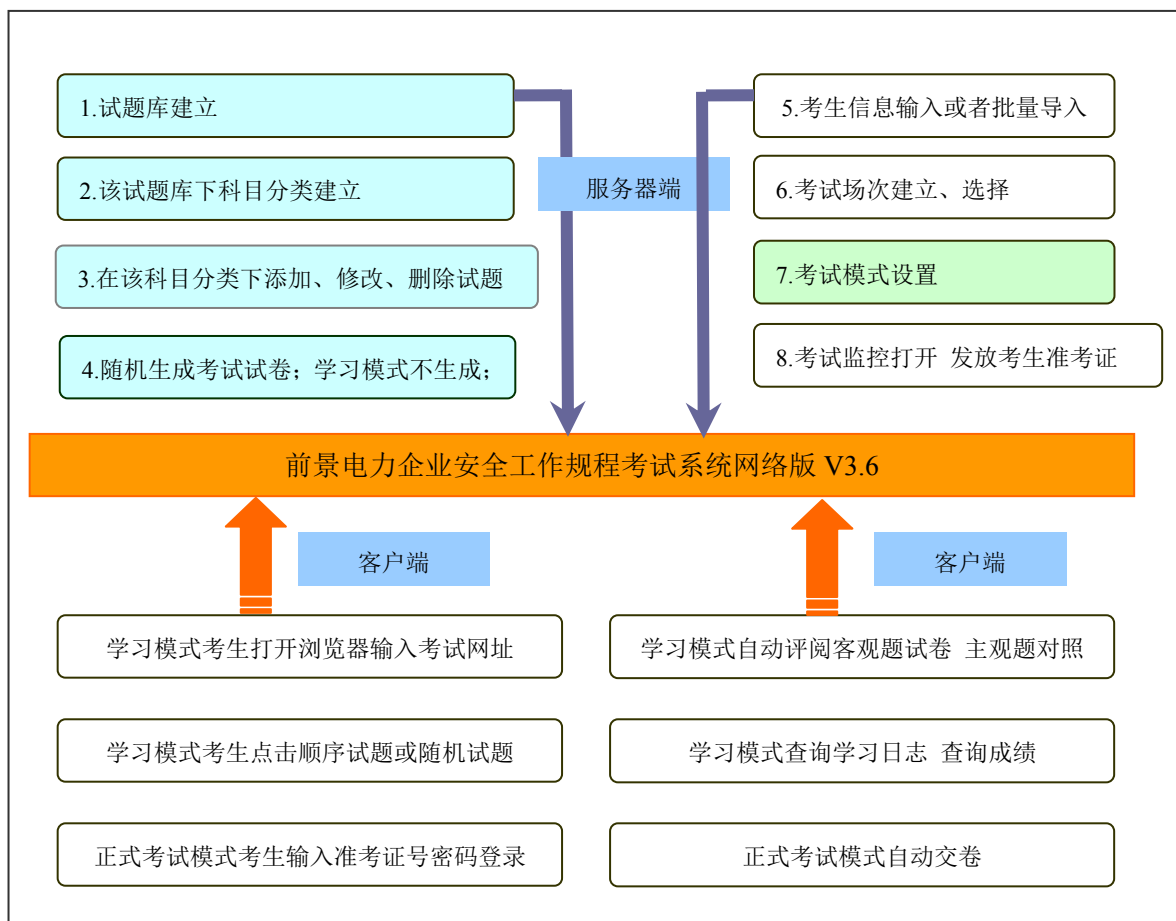 1.试题库建立
2.该试题库下科目分类建立
3.在该科目分类下添加、修改、删除试题
4.随机生成考试试卷；学习模式不生成；
服务器端
5.考生信息输入或者批量导入
6.考试场次建立、选择
7.考试模式设置
8.考试监控打开 发放考生准考证
前景电力企业安全工作规程考试系统网络版 V3.6
客户端
学习模式考生打开浏览器输入考试网址
学习模式考生点击顺序试题或随机试题
正式考试模式考生输入准考证号密码登录
客户端
学习模式自动评阅客观题试卷 主观题对照
学习模式查询学习日志 查询成绩
正式考试模式自动交卷